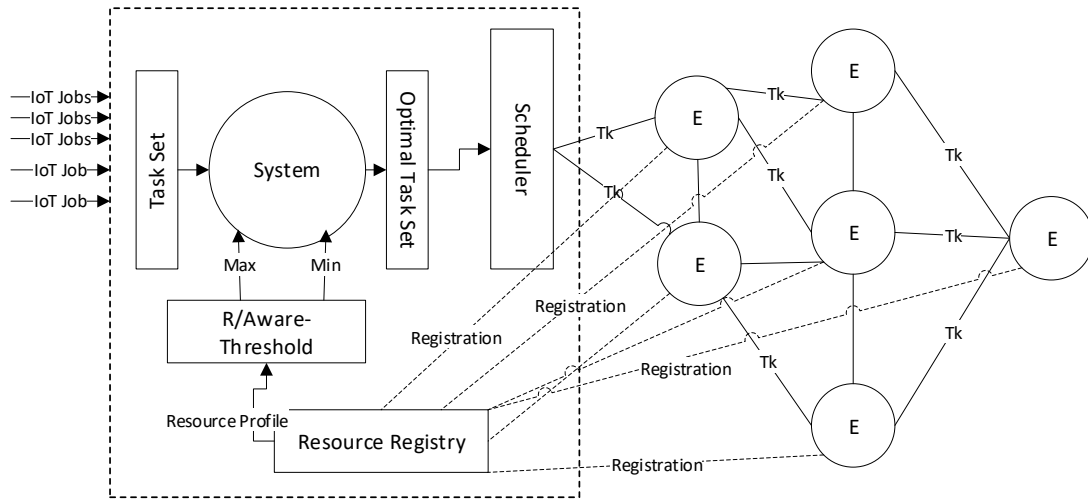 IoT Jobs
IoT Jobs
IoT Jobs
IoT Job
IoT Job
Task Set
System
Optimal Task Set
Scheduler
Max
Min
R/Aware-
Threshold
Resource Profile
Resource Registry
Tk
Tk
Tk
Tk
Tk
Tk
Tk
Tk
E
E
E
E
E
E
Registration
Registration
Registration
Registration